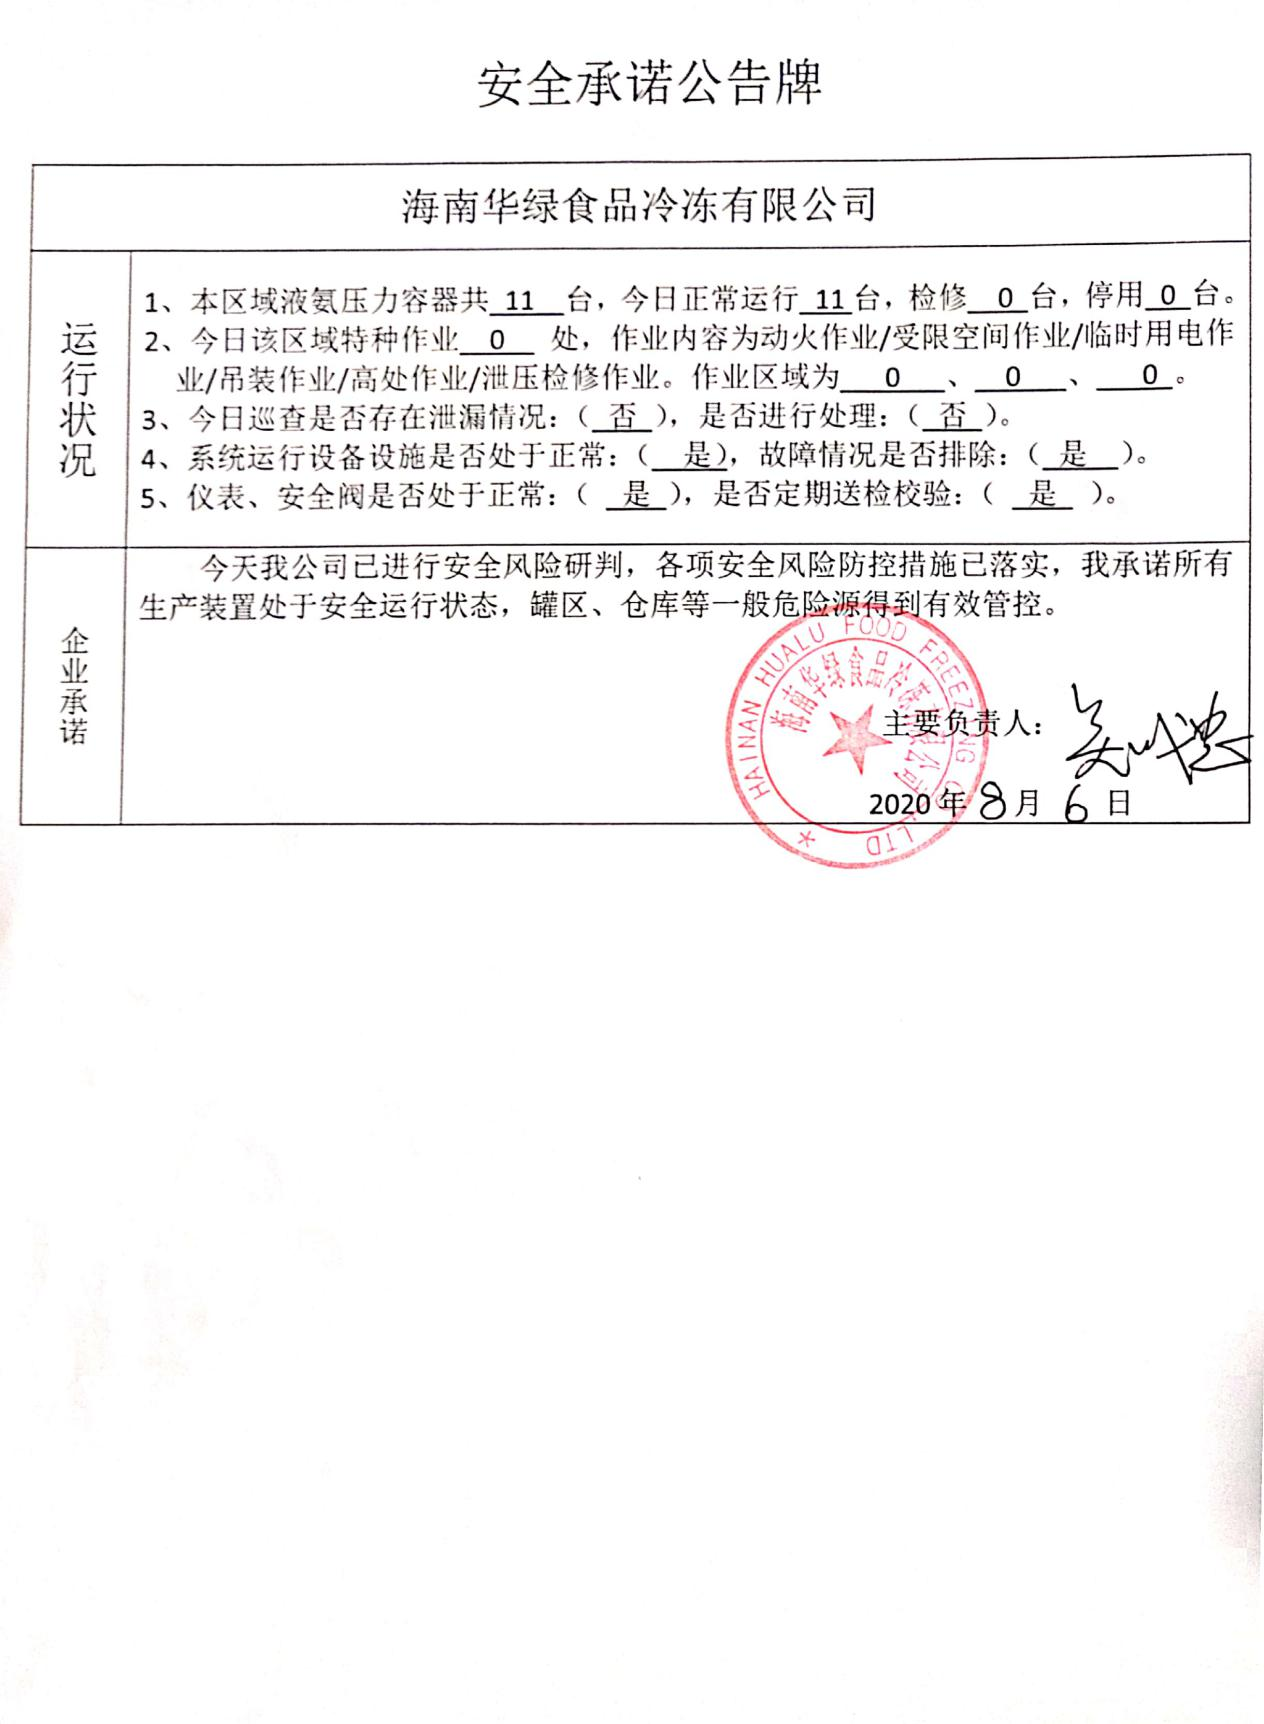 安全承诺公告牌
海南华绿食品冷冻有限公司
运行状况
1、本区域液氨压力容器共 11 台，今日正常运行 11 台，检修 0 台，停用 0 台。
2、今日该区域特种作业 0 处，作业内容为动火作业/受限空间作业/临时用电作
业/吊装作业/高处作业/泄压检修作业。作业区域为 0 、 0 、 0 。
3、今日巡查是否存在泄漏情况：（ 否 ），是否进行处理：（ 否 ）。
4、系统运行设备设施是否处于正常：（ 是 ），故障情况是否排除：（ 是 ）。
5、仪表、安全阀是否处于正常：（ 是 ），是否定期送检校验：（ 是 ）。
企业承诺
今天我公司已进行安全风险研判，各项安全风险防控措施已落实，我承诺所有
生产装置处于安全运行状态，罐区、仓库等一般危险源得到有效管控。
HAINAN HUALU FOOD FREEZING CO LTD
海南华绿食品冷冻有限公司
主要负责人：
2020 年 8 月 6 日